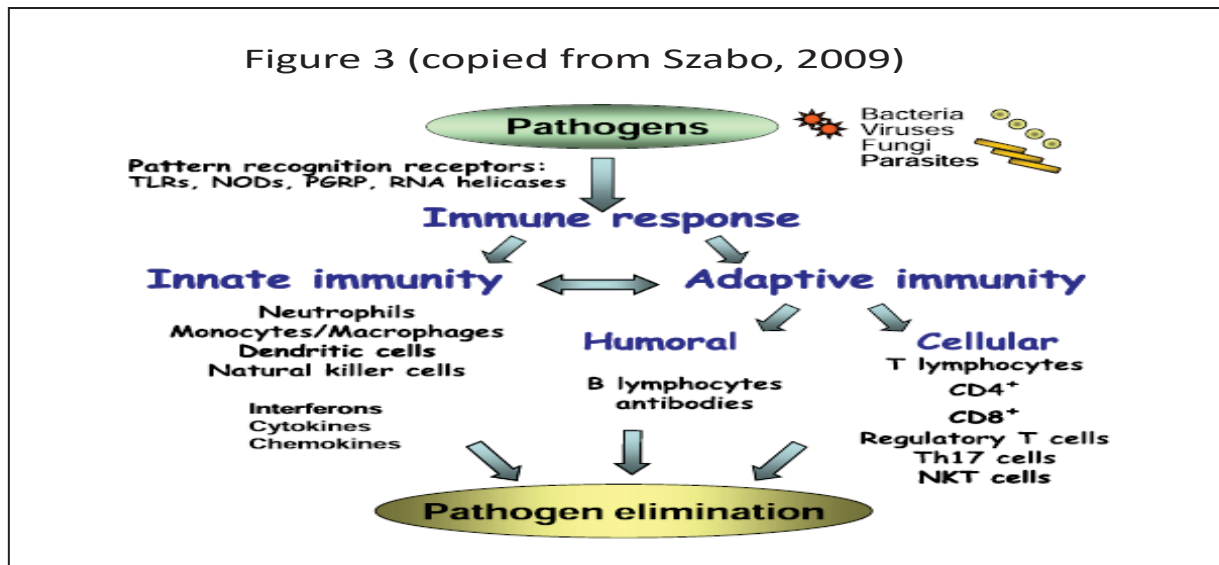 Figure 3 (copied from Szabo, 2009)
Pathogens
Bacteria
Viruses
Fungi
Parasites
Pattern recognition receptors:
TLRs, NODs, PGRP, RNA helicases
Immune response
Innate immunity
Adaptive immunity
Neutrophils
Monocytes/Macrophages
Dendritic cells
Natural killer cells
Interferons
Cytokines
Chemokines
Humoral
B lymphocytes
antibodies
Cellular
T lymphocytes
CD4⁺
CD8⁺
Regulatory T cells
Th17 cells
NKT cells
Pathogen elimination